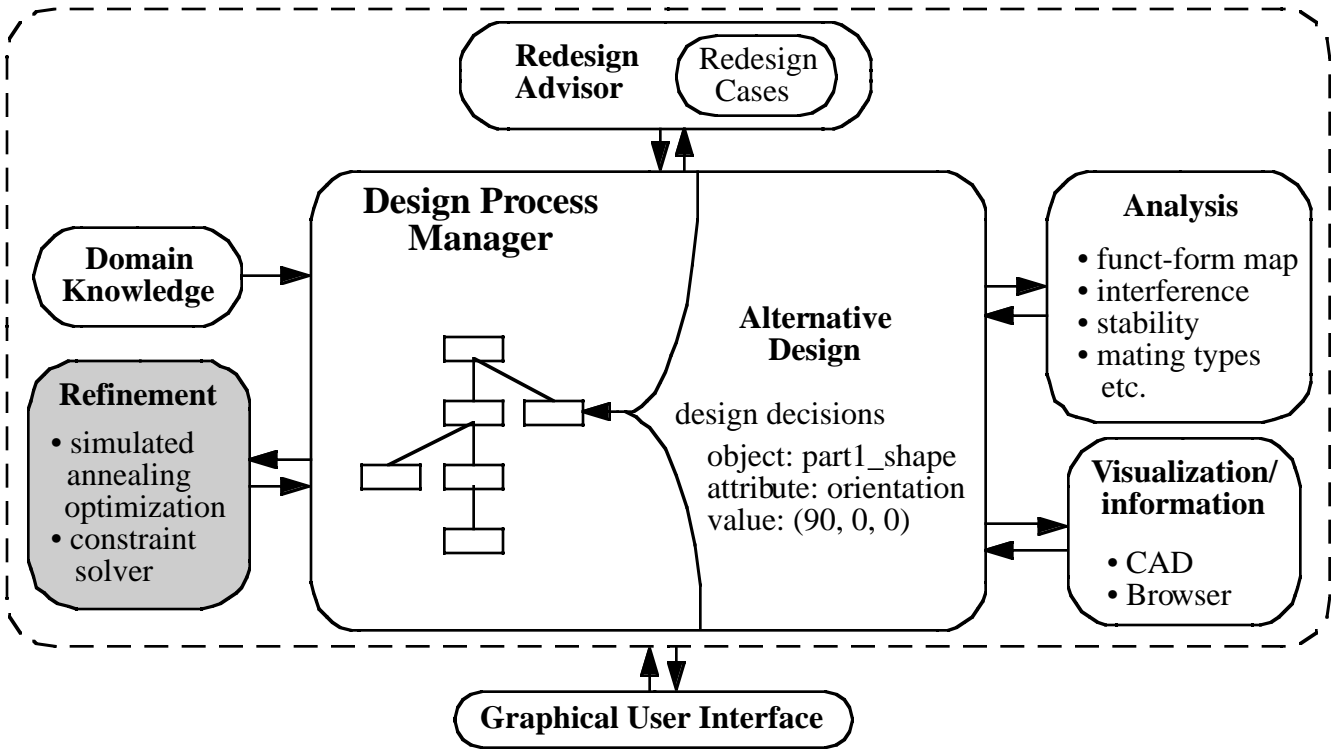 Redesign
Advisor
Redesign
Cases
Design Process
Manager
Domain
Knowledge
Refinement
• simulated
annealing
optimization
• constraint
solver
Alternative
Design
design decisions
object: part1_shape
attribute: orientation
value: (90, 0, 0)
Analysis
• funct-form map
• interference
• stability
• mating types
etc.
Visualization/
information
• CAD
• Browser
Graphical User Interface